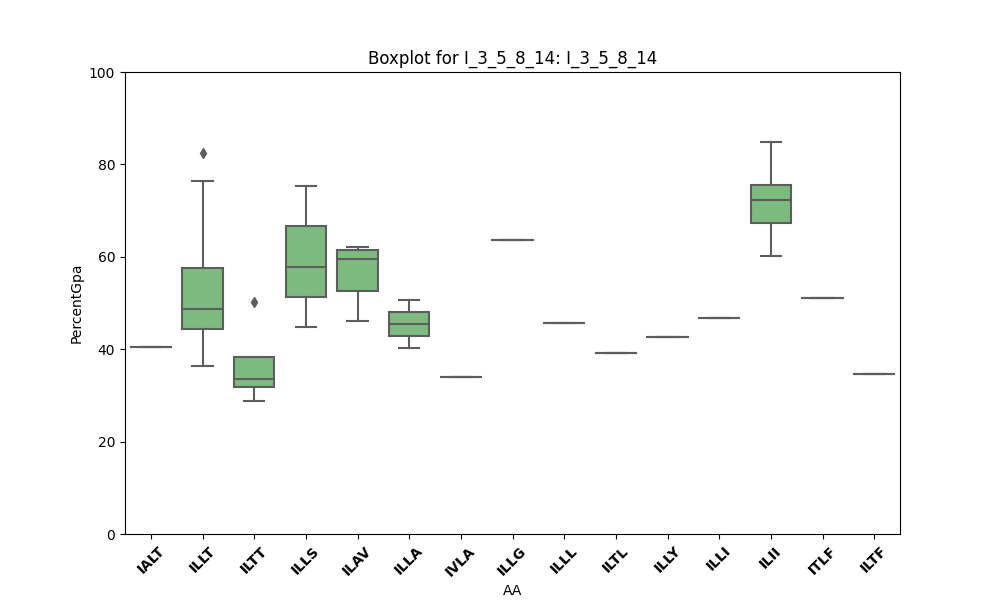 Boxplot for I_3_5_8_14: I_3_5_8_14
PercentGpa
100
80
60
40
20
0
IALT
ILLT
ILTT
ILLS
ILAV
ILLA
IVLA
ILLG
ILLL
ILTL
ILLY
ILLI
ILII
ITLF
ILTF
AA